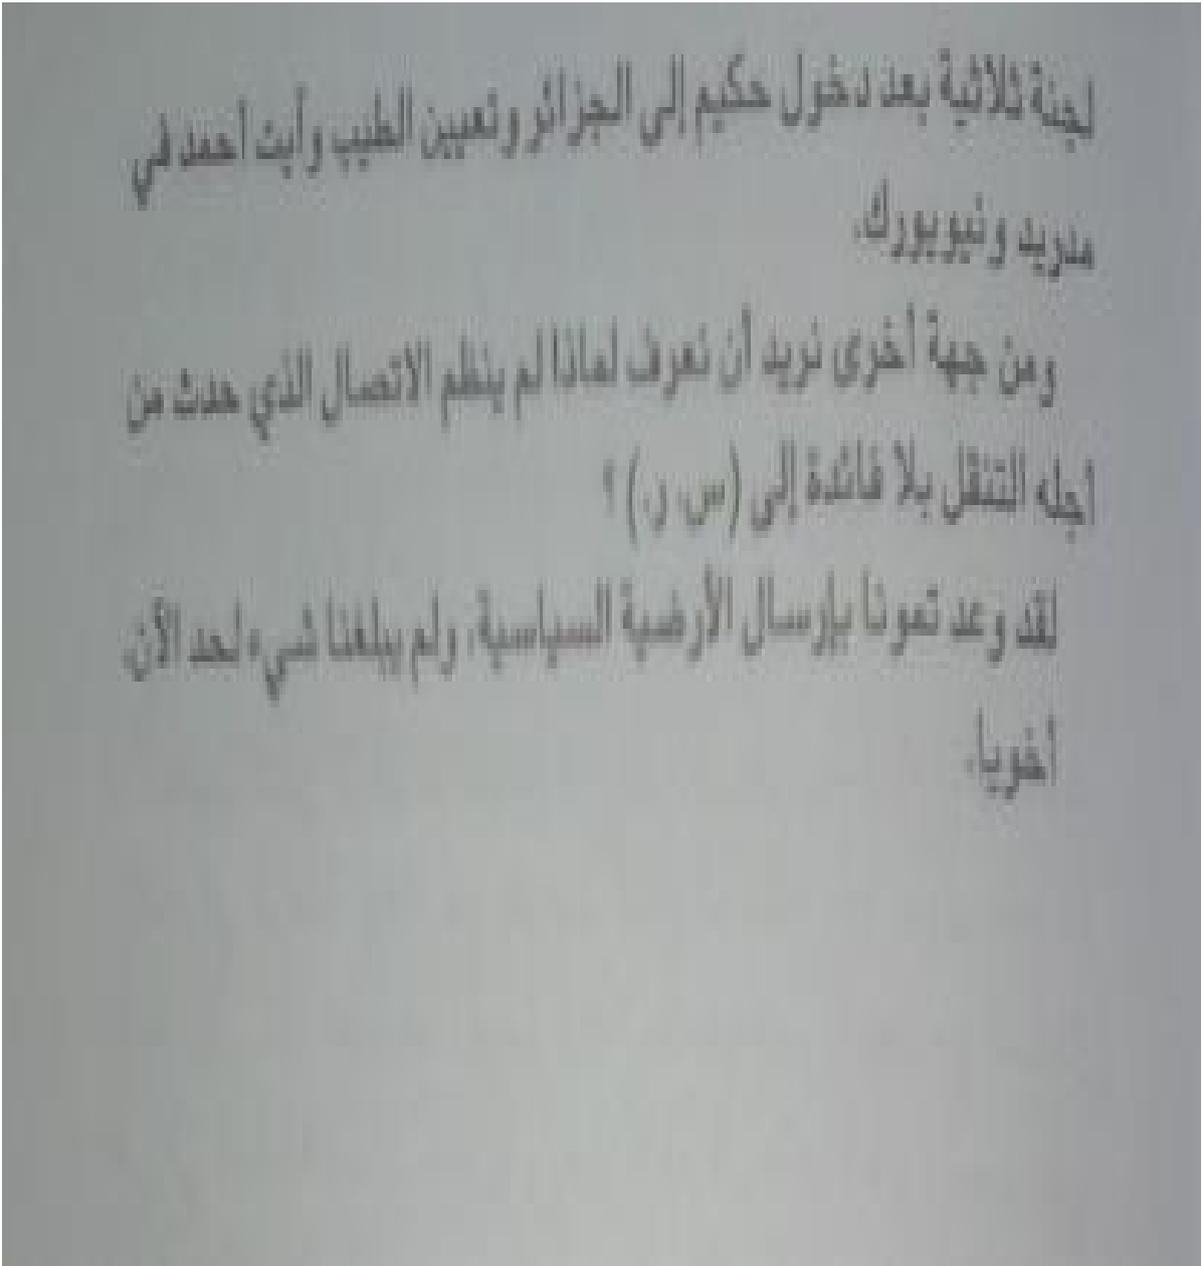 لجنة ثلاثية بعد دخول حكيم إلى الجزائر وتعيين الطيب وأيت أحمد في
مدريد ونيويورك.
ومن جهة أخرى نريد أن نعرف لماذا لم ينظم الاتصال الذي حدث من
أجله التنقل بلا فائدة إلى (س. ر.) ؟
لقد وعد تمونا بإرسال الأرضية السياسية، ولم يبلغنا شيء لحد الآن.
أخويا.